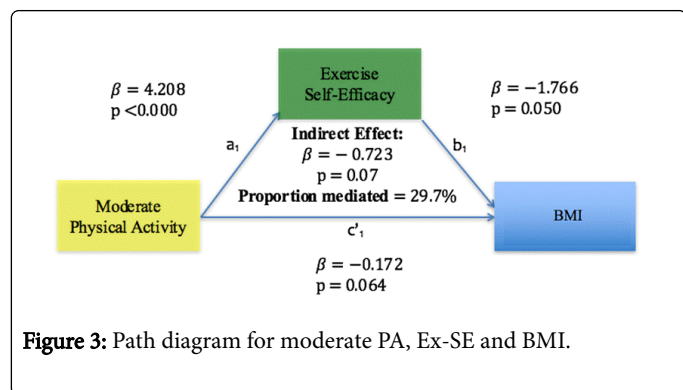 Exercise
Self-Efficacy
β = 4.208
p <0.000
β = −1.766
p = 0.050
a₁
b₁
Indirect Effect:
β = − 0.723
p = 0.07
Proportion mediated = 29.7%
Moderate
Physical Activity
BMI
c'₁
β = −0.172
p = 0.064
Figure 3: Path diagram for moderate PA, Ex-SE and BMI.